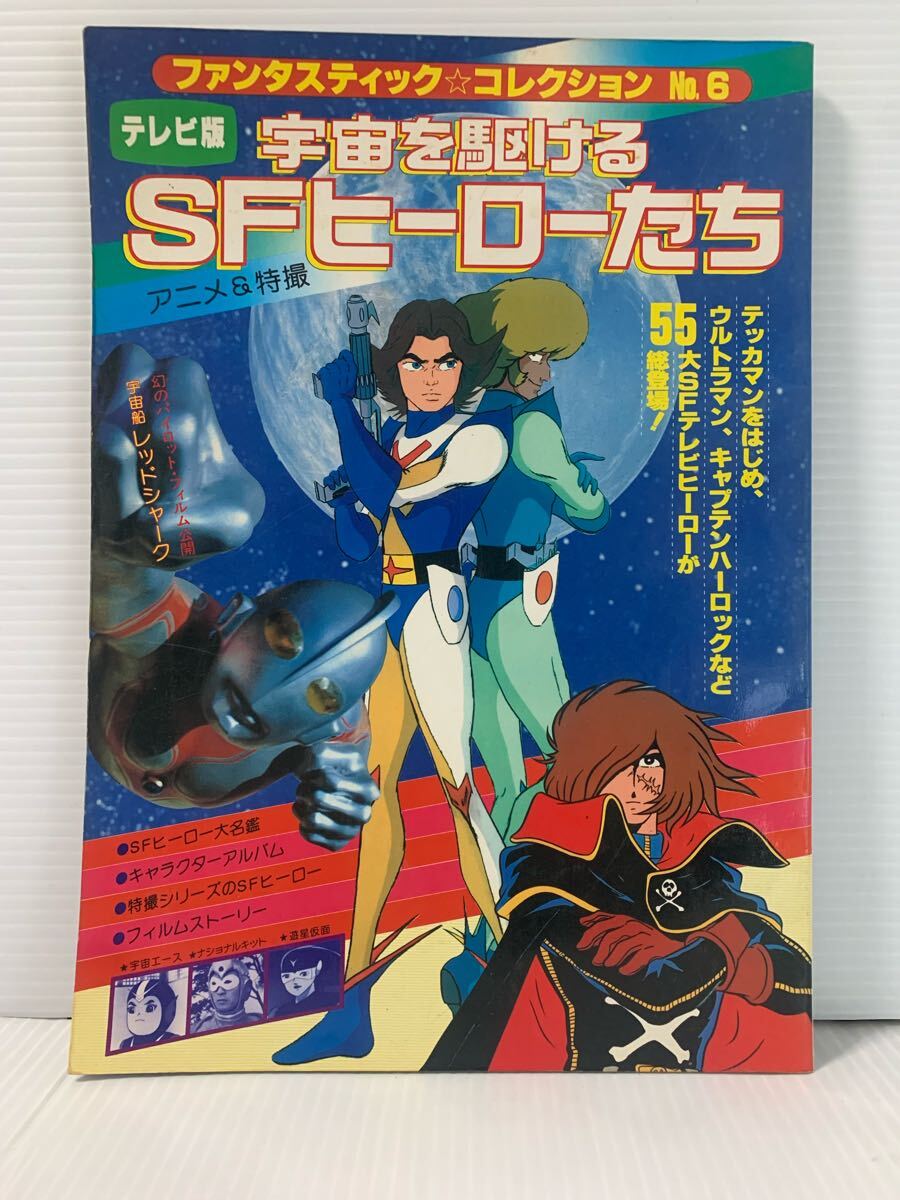 ファンタスティック☆コレクション No.6
テレビ版
宇宙を駆ける
SFヒーローたち
アニメ&特撮
テッカマンをはじめ、
ウルトラマン、キャプテンハーロックなど
55大SFテレビヒーローが
総登場!
幻のパイロット・フィルム公開
宇宙船レッドシャーク
●SFヒーロー大名鑑
●キャラクターアルバム
●特撮シリーズのSFヒーロー
●フィルムストーリー
★宇宙エース ★ナショナルキット ★遊星仮面